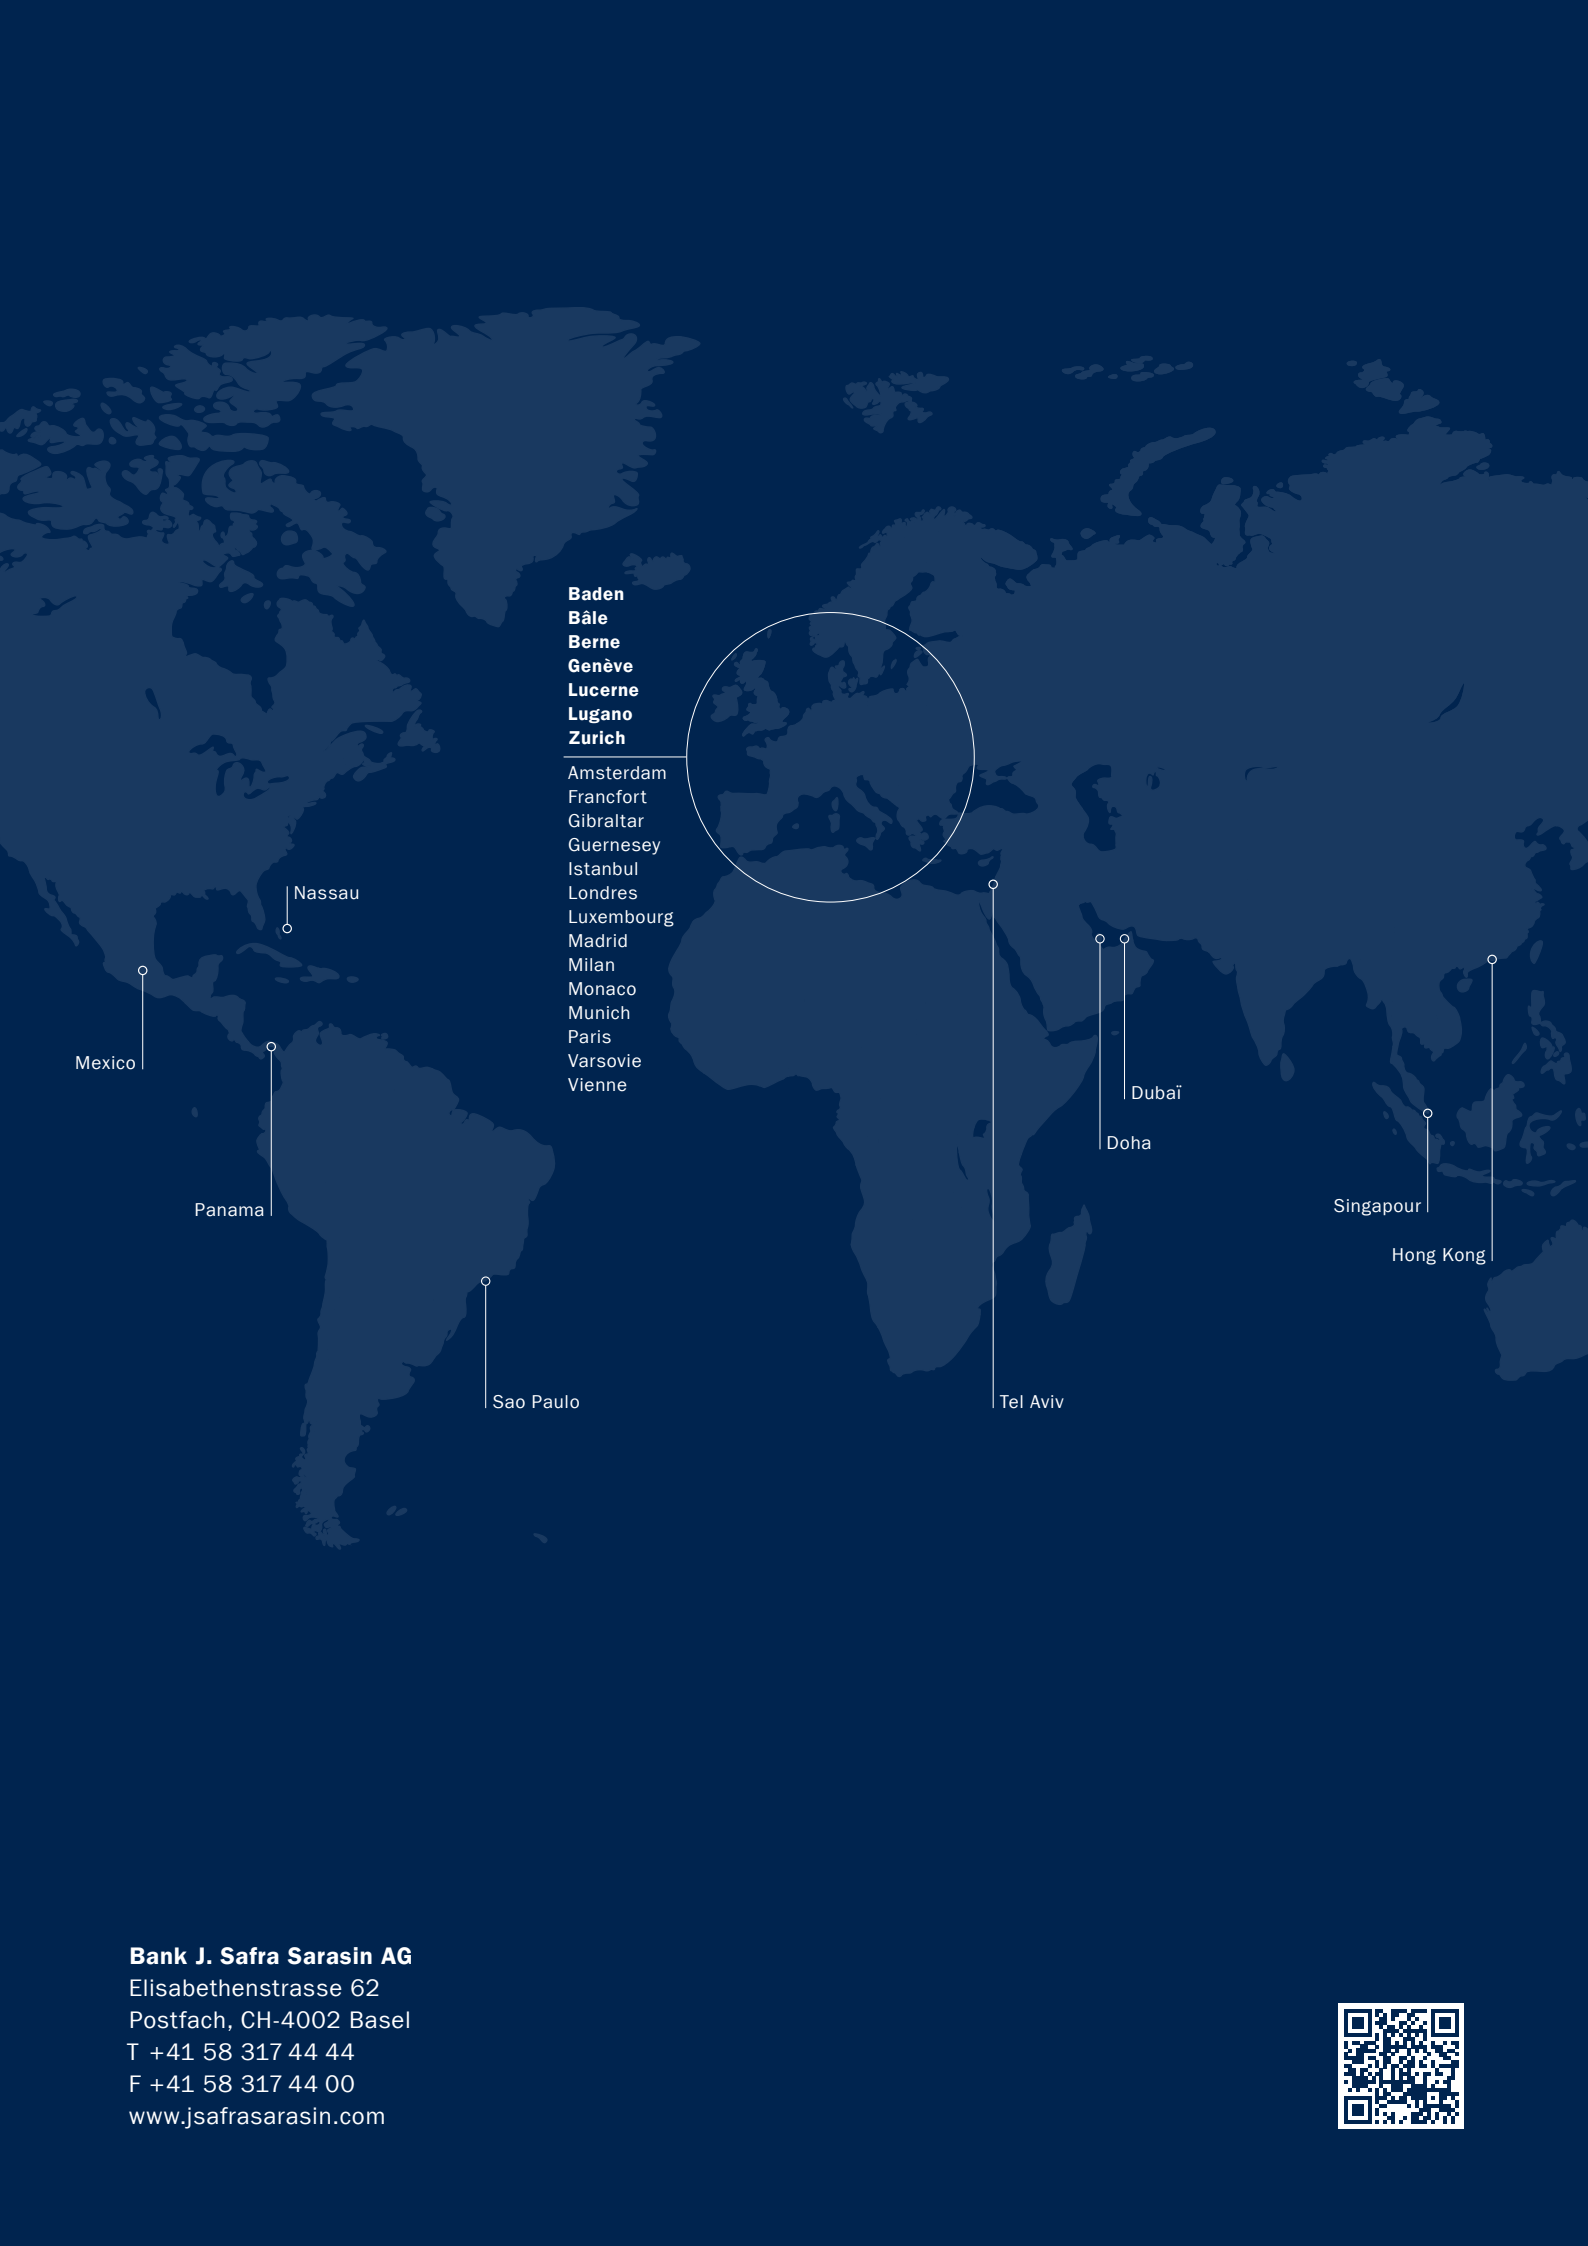 Baden
Bâle
Berne
Genève
Lucerne
Lugano
Zurich
Amsterdam
Francfort
Gibraltar
Guernesey
Istanbul
Londres
Luxembourg
Madrid
Milan
Monaco
Munich
Paris
Varsovie
Vienne
Nassau
Mexico
Panama
Sao Paulo
Tel Aviv
Dubaï
Doha
Singapour
Hong Kong
Bank J. Safra Sarasin AG
Elisabethenstrasse 62
Postfach, CH-4002 Basel
T +41 58 317 44 44
F +41 58 317 44 00
www.jsafrasarasin.com